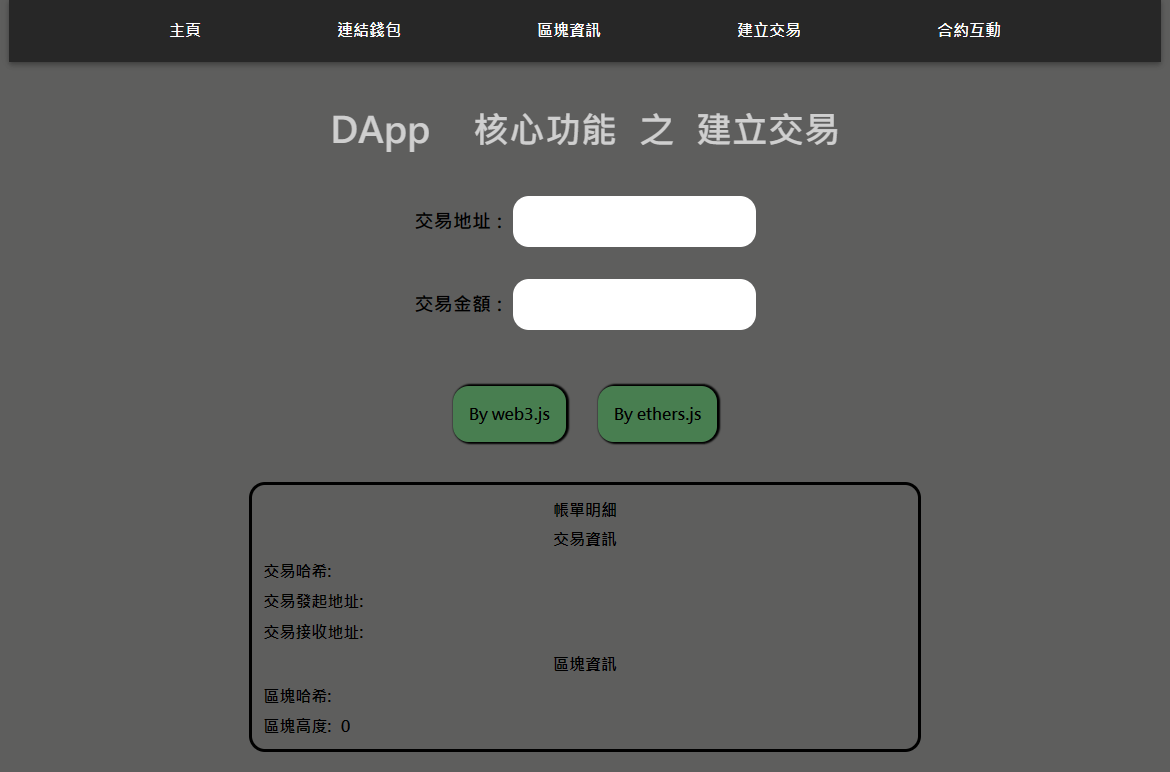 主頁 連結錢包 區塊資訊 建立交易 合約互動
DApp 核心功能 之 建立交易
交易地址 :
交易金額 :
By web3.js By ethers.js
帳單明細
交易資訊
交易哈希:
交易發起地址:
交易接收地址:
區塊資訊
區塊哈希:
區塊高度: 0